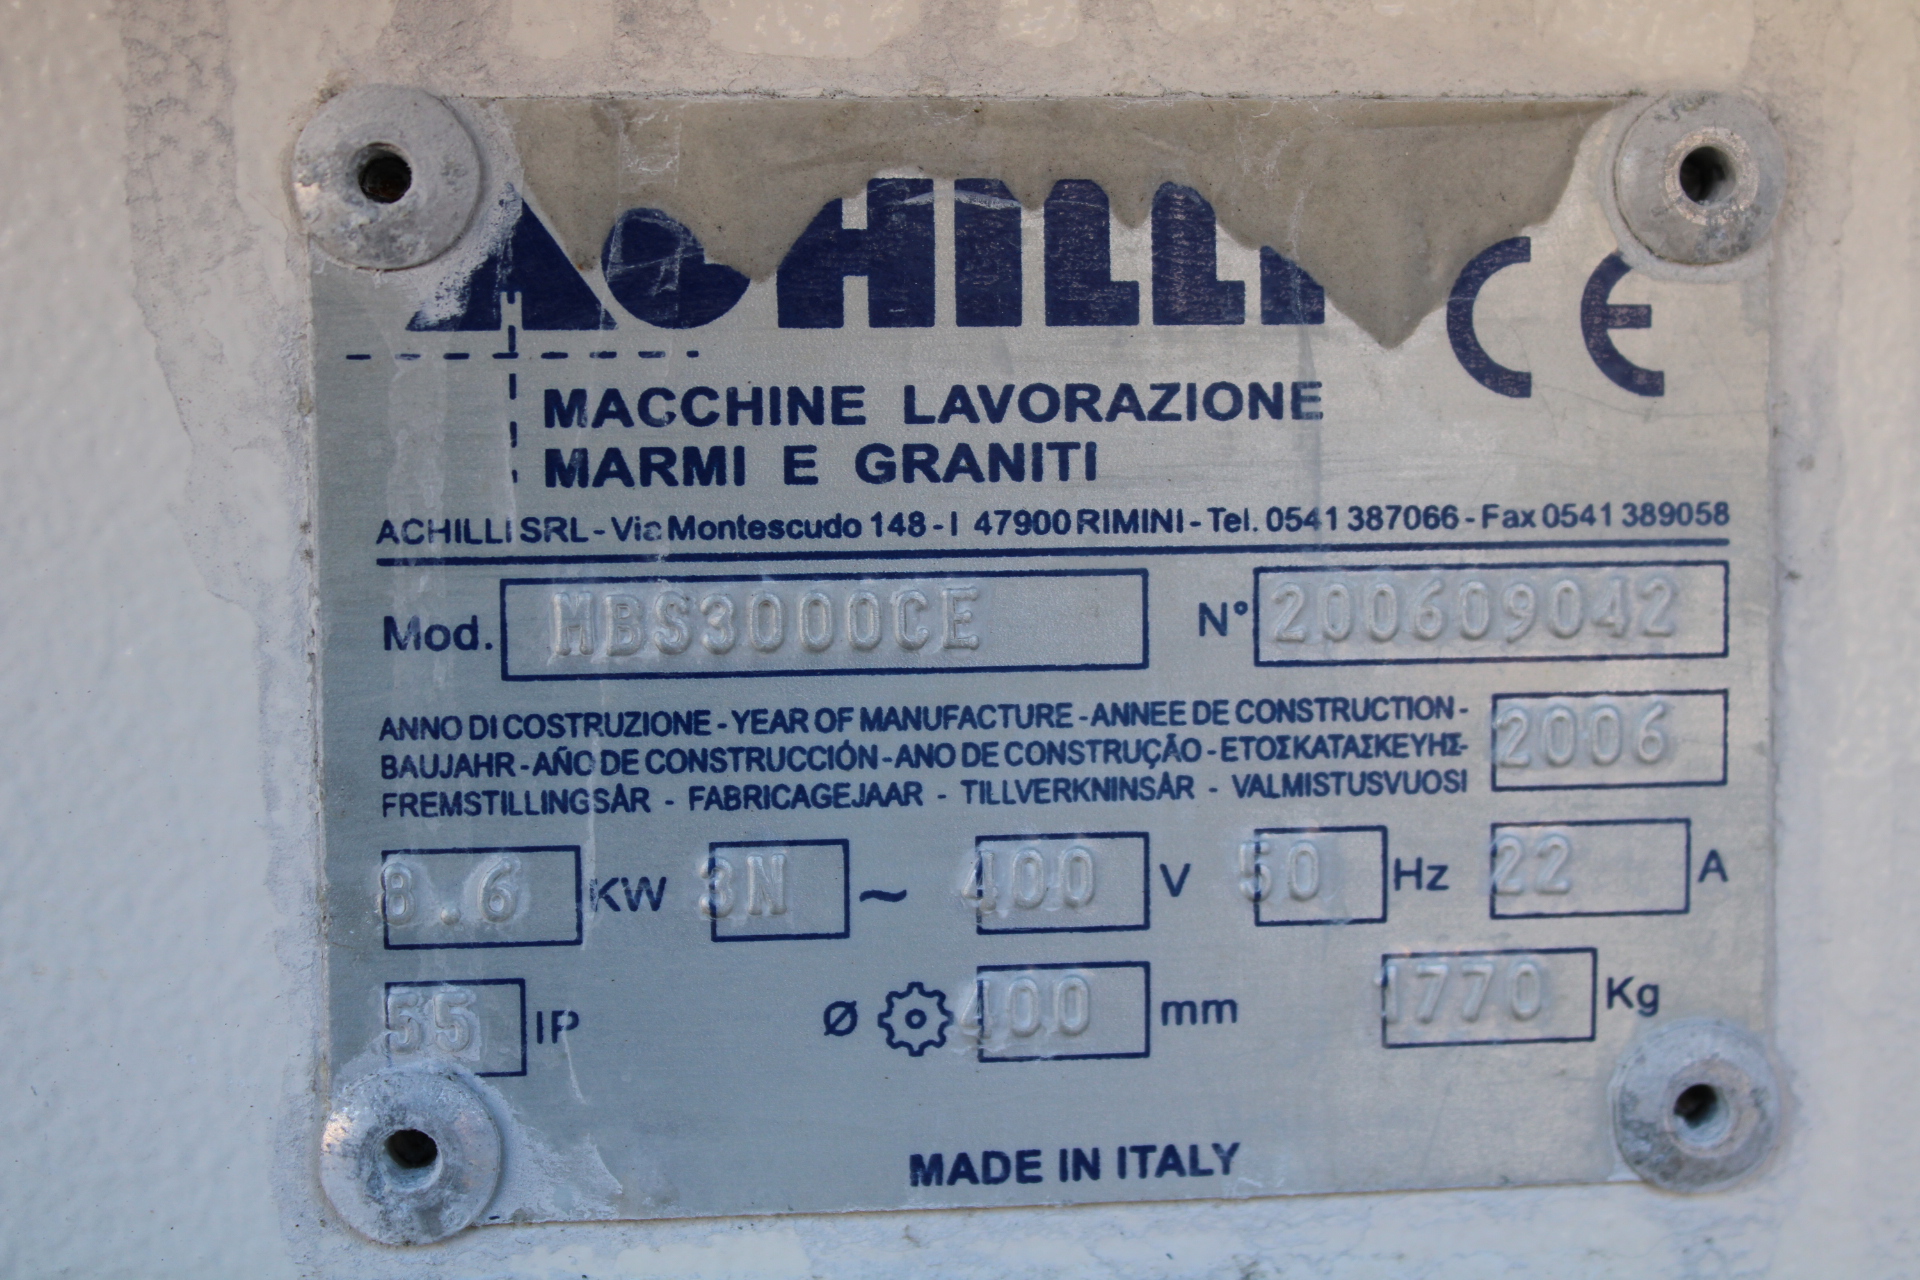 ACHILLI
CE
MACCHINE LAVORAZIONE
MARMI E GRANITI
ACHILLI SRL - Via Montescudo 148 - I 47900 RIMINI - Tel. 0541 387066 - Fax 0541 389058
Mod. MBS3000CE N° 200609042
ANNO DI COSTRUZIONE - YEAR OF MANUFACTURE - ANNEE DE CONSTRUCTION -
BAUJAHR - AÑO DE CONSTRUCCIÓN - ANO DE CONSTRUÇÃO - ΕΤΟΣ ΚΑΤΑΣΚΕΥΗΣ-
FREMSTILLINGSÅR - FABRICAGEJAAR - TILLVERKNINSÅR - VALMISTUSVUOSI
2006
8.6 KW 3N ~ 400 V 50 Hz 22 A
55 IP Ø 400 mm 1770 Kg
MADE IN ITALY